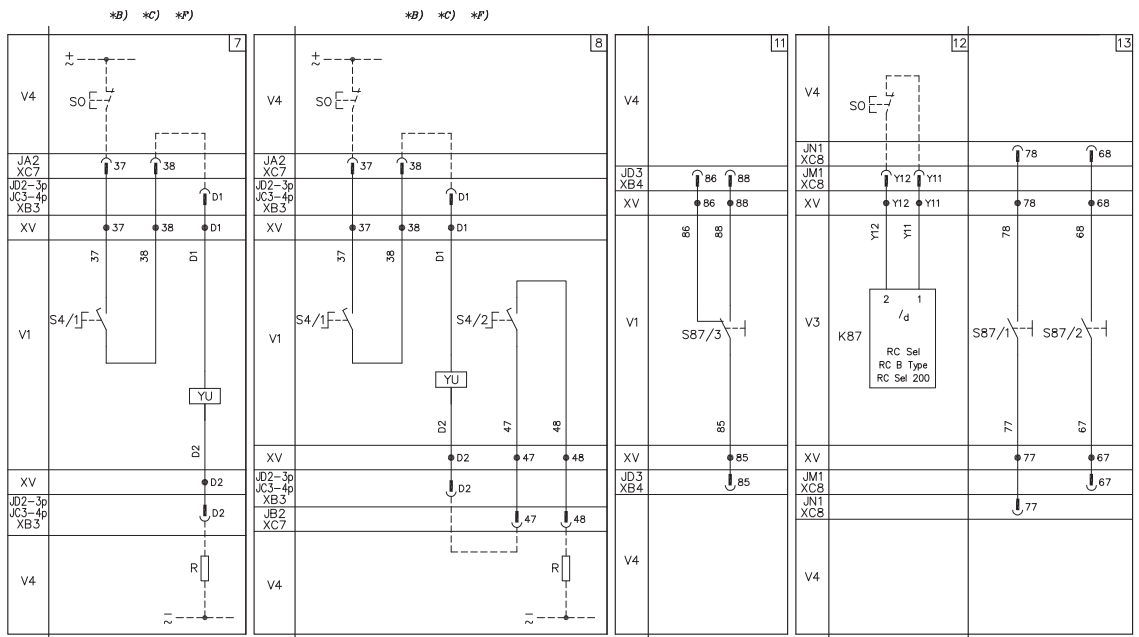 *B) *C) *F)
*B) *C) *F)
7
+
~
V4
S0
JA2
XC7
37
38
JD2-3p
JC3-4p
XB3
D1
XV
37
38
D1
37
38
D1
V1
S4/1
YU
D2
XV
D2
JD2-3p
JC3-4p
XB3
D2
V4
R
~
8
+
~
V4
S0
JA2
XC7
37
38
JD2-3p
JC3-4p
XB3
D1
XV
37
38
D1
37
38
D1
V1
S4/1
S4/2
YU
D2
47
48
XV
D2
47
48
JD2-3p
JC3-4p
XB3
D2
JB2
XC7
47
48
V4
R
~
11
V4
JD3
XB4
86
88
XV
86
88
86
88
V1
S87/3
85
XV
85
JD3
XB4
85
V4
12
13
V4
S0
JN1
XC8
78
68
JM1
XC8
Y12
Y11
XV
Y12
Y11
78
68
Y12
Y11
78
68
V3
K87
2 1
/d
RC Sel
RC B Type
RC Sel 200
S87/1
S87/2
77
67
XV
77
67
JM1
XC8
67
JN1
XC8
77
V4